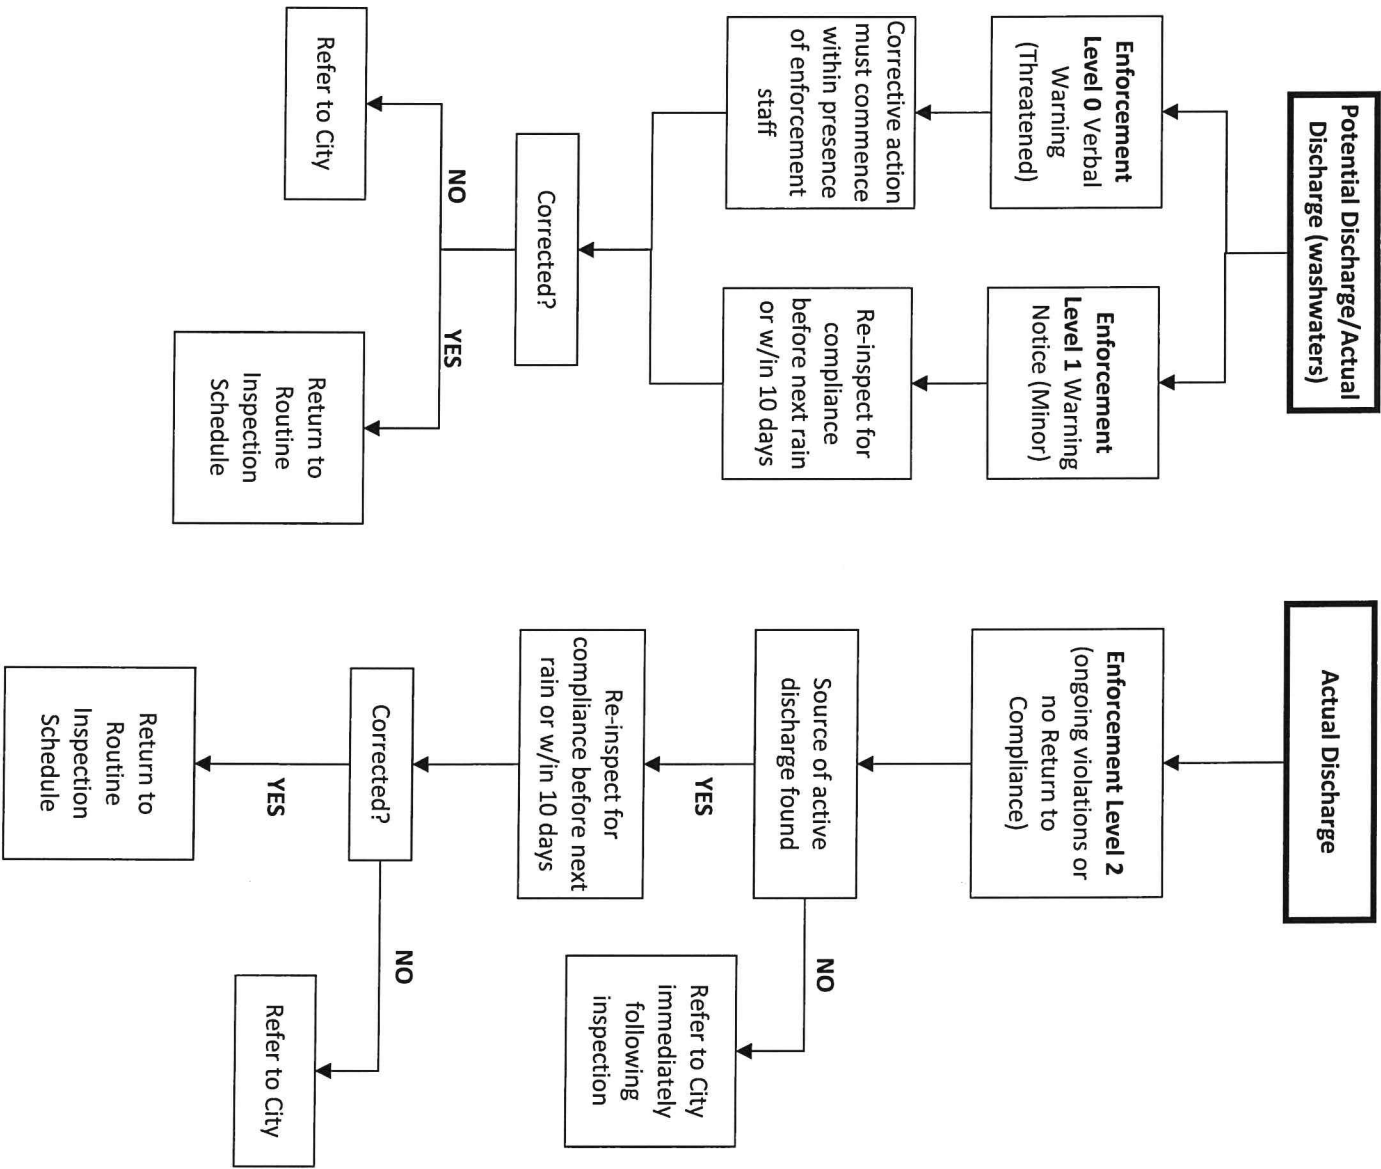 Potential Discharge/Actual
Discharge (washwaters)
Enforcement
Level 0 Verbal
Warning
(Threatened)
Enforcement
Level 1 Warning
Notice (Minor)
Corrective action
must commence
within presence
of enforcement
staff
Re-inspect for
compliance
before next rain
or w/in 10 days
Corrected?
NO
YES
Refer to City
Return to
Routine
Inspection
Schedule
Actual Discharge
Enforcement Level 2
(ongoing violations or
no Return to
Compliance)
Source of active
discharge found
YES
NO
Refer to City
immediately
following
inspection
Re-inspect for
compliance before next
rain or w/in 10 days
Corrected?
YES
NO
Return to
Routine
Inspection
Schedule
Refer to City